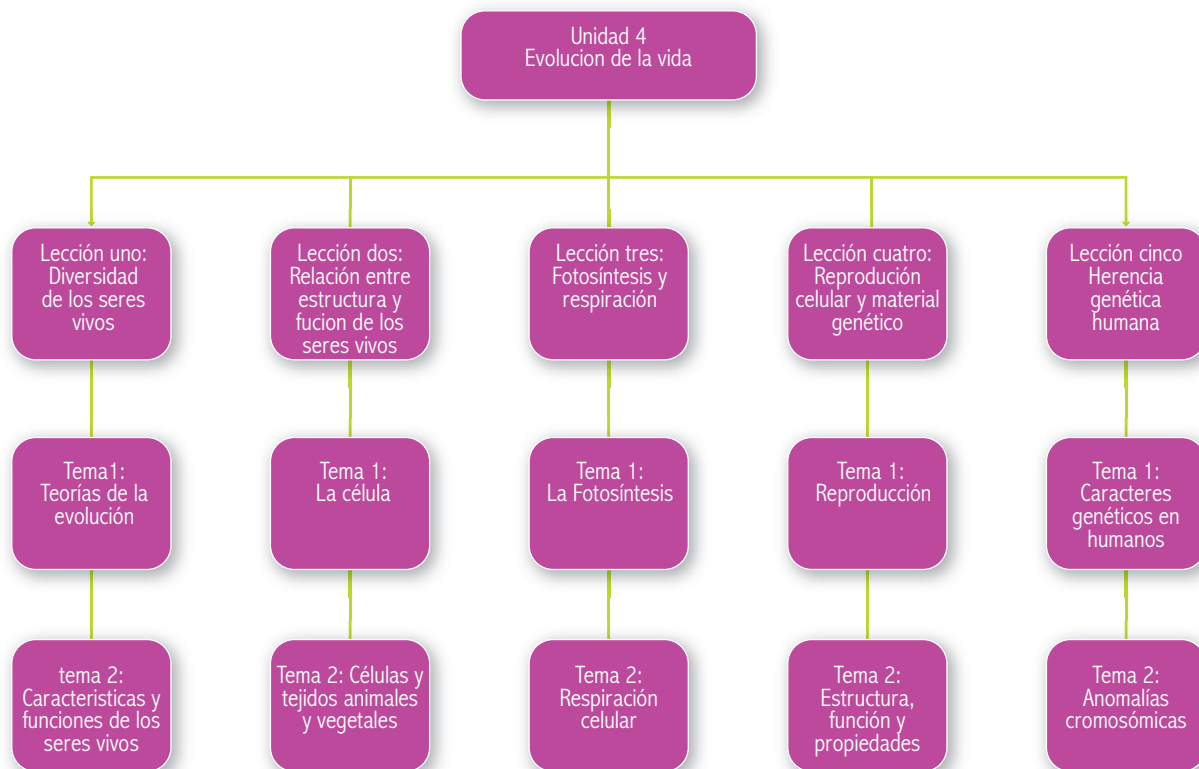 Unidad 4
Evolucion de la vida
Lección uno:
Diversidad
de los seres
vivos
Lección dos:
Relación entre
estructura y
fucion de los
seres vivos
Lección tres:
Fotosíntesis y
respiración
Lección cuatro:
Reprodución
celular y material
genético
Lección cinco
Herencia
genética
humana
Tema1:
Teorías de la
evolución
Tema 1:
La célula
Tema 1:
La Fotosíntesis
Tema 1:
Reproducción
Tema 1:
Caracteres
genéticos en
humanos
tema 2:
Caracteristicas y
funciones de los
seres vivos
Tema 2: Células y
tejidos animales
y vegetales
Tema 2:
Respiración
celular
Tema 2:
Estructura,
función y
propiedades
Tema 2:
Anomalías
cromosómicas